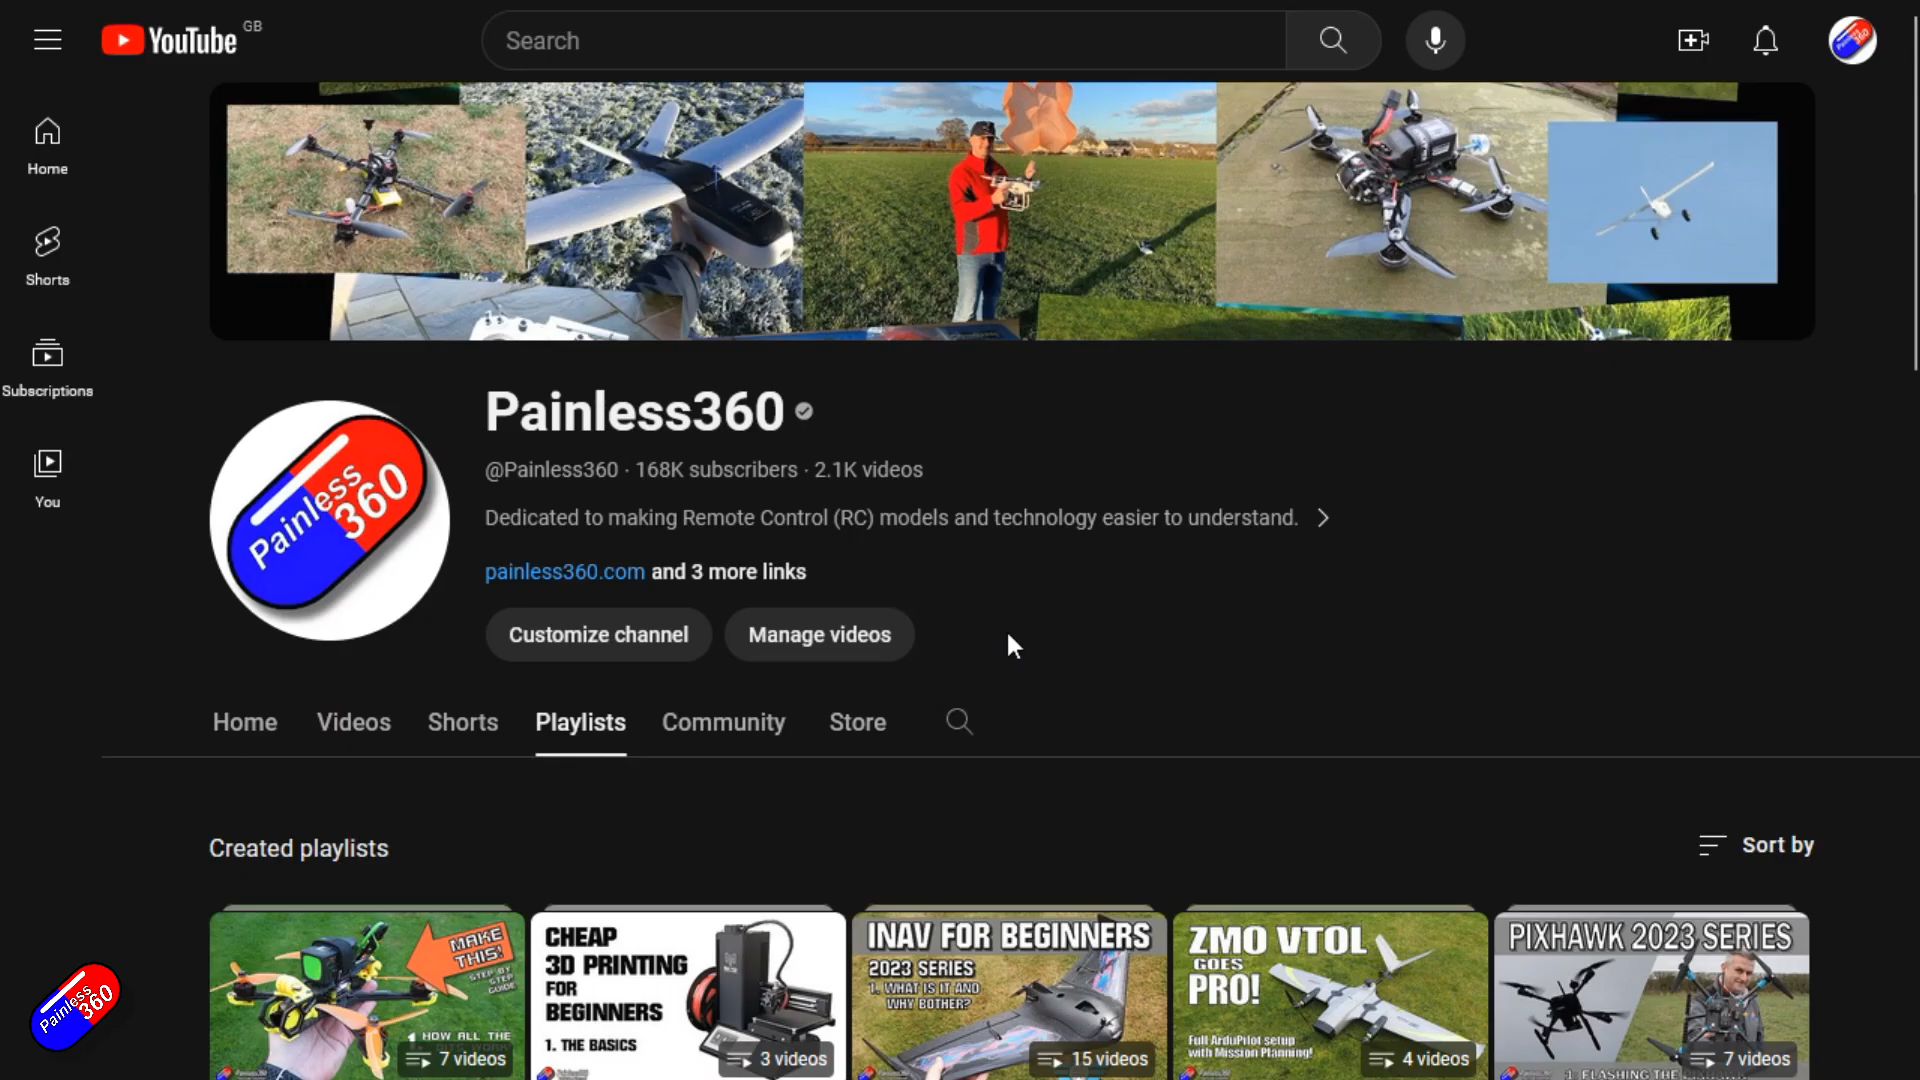 YouTube GB
Search
Home
Shorts
Subscriptions
You
Painless360
Painless
360
@Painless360 · 168K subscribers · 2.1K videos
Dedicated to making Remote Control (RC) models and technology easier to understand.
painless360.com and 3 more links
Customize channel
Manage videos
Home
Videos
Shorts
Playlists
Community
Store
Created playlists
Sort by
MAKE
THIS!
STEP BY
STEP
GUIDE
1. HOW ALL THE
7 videos
CHEAP
3D PRINTING
FOR
BEGINNERS
1. THE BASICS
3 videos
INAV FOR BEGINNERS
2023 SERIES
1. WHAT IS IT AND
WHY BOTHER?
15 videos
ZMO VTOL
GOES
PRO!
Full ArduPilot setup
with Mission Planning!
4 videos
PIXHAWK 2023 SERIES
1. FLASHING THE
7 videos
Painless
360